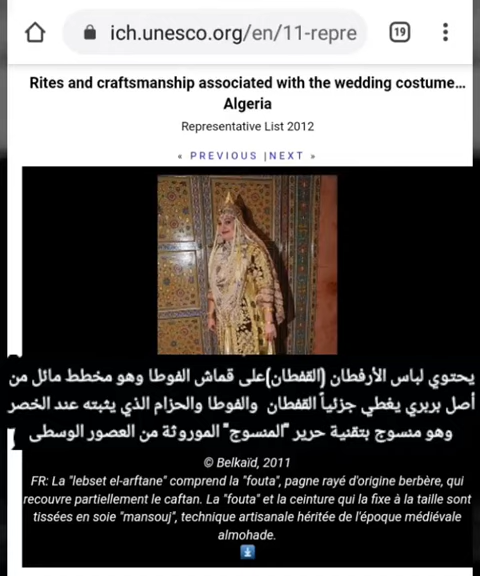 ich.unesco.org/en/11-repre
19
Rites and craftsmanship associated with the wedding costume…
Algeria
Representative List 2012
« PREVIOUS |NEXT »
يحتوي لباس الأرفطان (القفطان)على قماش الفوطا وهو مخطط مائل من
أصل بربري يغطي جزئياً القفطان والفوطا والحزام الذي يثبته عند الخصر
وهو منسوج بتقنية حرير "المنسوج" الموروثة من العصور الوسطى
© Belkaïd, 2011
FR: La "lebset el-arftane" comprend la "fouta", pagne rayé d'origine berbère, qui
recouvre partiellement le caftan. La "fouta" et la ceinture qui la fixe à la taille sont
tissées en soie "mansouj", technique artisanale héritée de l'époque médiévale
almohade.